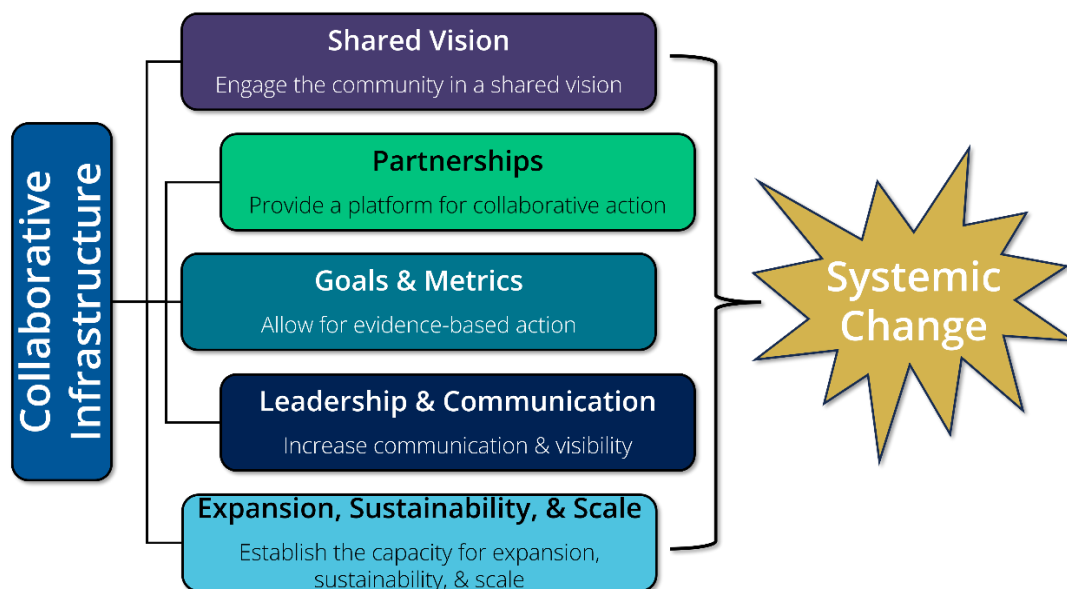 Collaborative
Infrastructure
Shared Vision
Engage the community in a shared vision
Partnerships
Provide a platform for collaborative action
Goals & Metrics
Allow for evidence-based action
Leadership & Communication
Increase communication & visibility
Expansion, Sustainability, & Scale
Establish the capacity for expansion,
sustainability, & scale
Systemic
Change